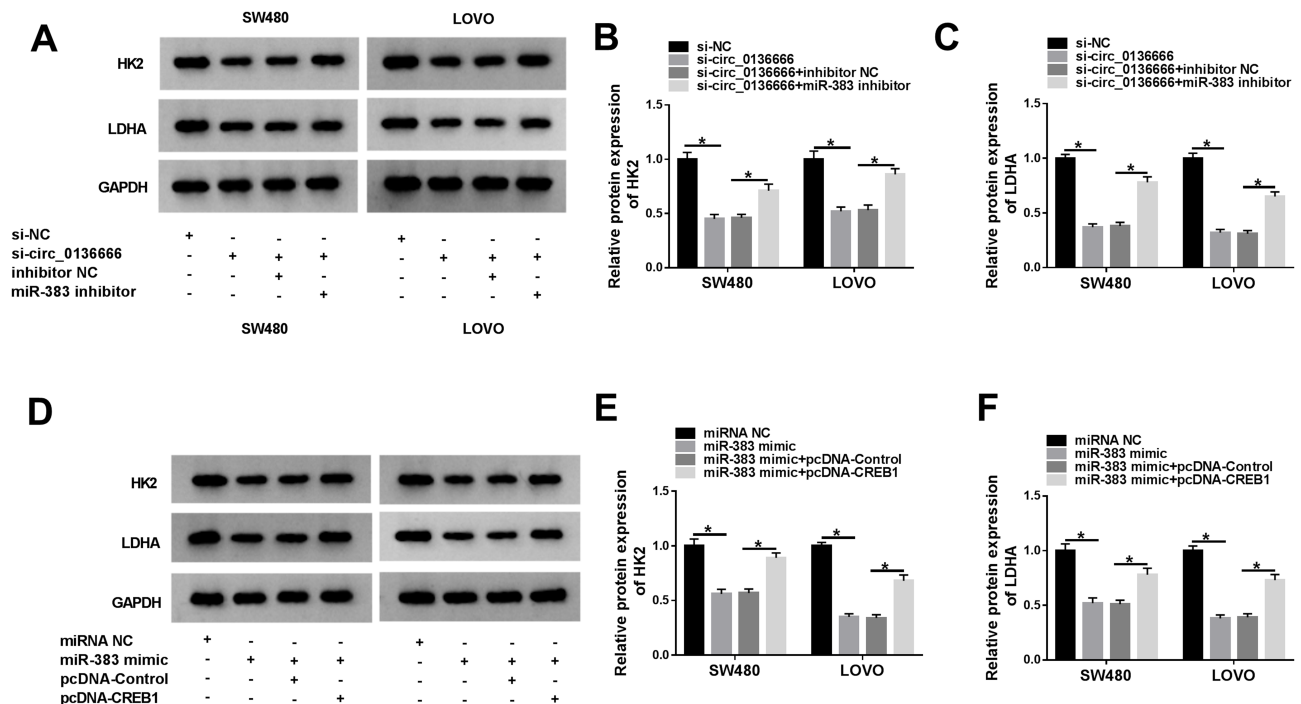 A
SW480 LOVO
HK2
LDHA
GAPDH
si-NC + - - - + - - -
si-circ_0136666 - + + + - + + +
inhibitor NC - - + - - - + -
miR-383 inhibitor - - - + - - - +
SW480 LOVO
B
si-NC
si-circ_0136666
si-circ_0136666+inhibitor NC
si-circ_0136666+miR-383 inhibitor
Relative protein expression
of HK2
1.5
1.0
0.5
0.0
* * * *
SW480 LOVO
C
si-NC
si-circ_0136666
si-circ_0136666+inhibitor NC
si-circ_0136666+miR-383 inhibitor
Relative protein expression
of LDHA
1.5
1.0
0.5
0.0
* * * *
SW480 LOVO
D
HK2
LDHA
GAPDH
miRNA NC + - - - + - - -
miR-383 mimic - + + + - + + +
pcDNA-Control - - + - - - + -
pcDNA-CREB1 - - - + - - - +
E
miRNA NC
miR-383 mimic
miR-383 mimic+pcDNA-Control
miR-383 mimic+pcDNA-CREB1
Relative protein expression
of HK2
1.5
1.0
0.5
0.0
* * * *
SW480 LOVO
F
miRNA NC
miR-383 mimic
miR-383 mimic+pcDNA-Control
miR-383 mimic+pcDNA-CREB1
Relative protein expression
of LDHA
1.5
1.0
0.5
0.0
* * * *
SW480 LOVO